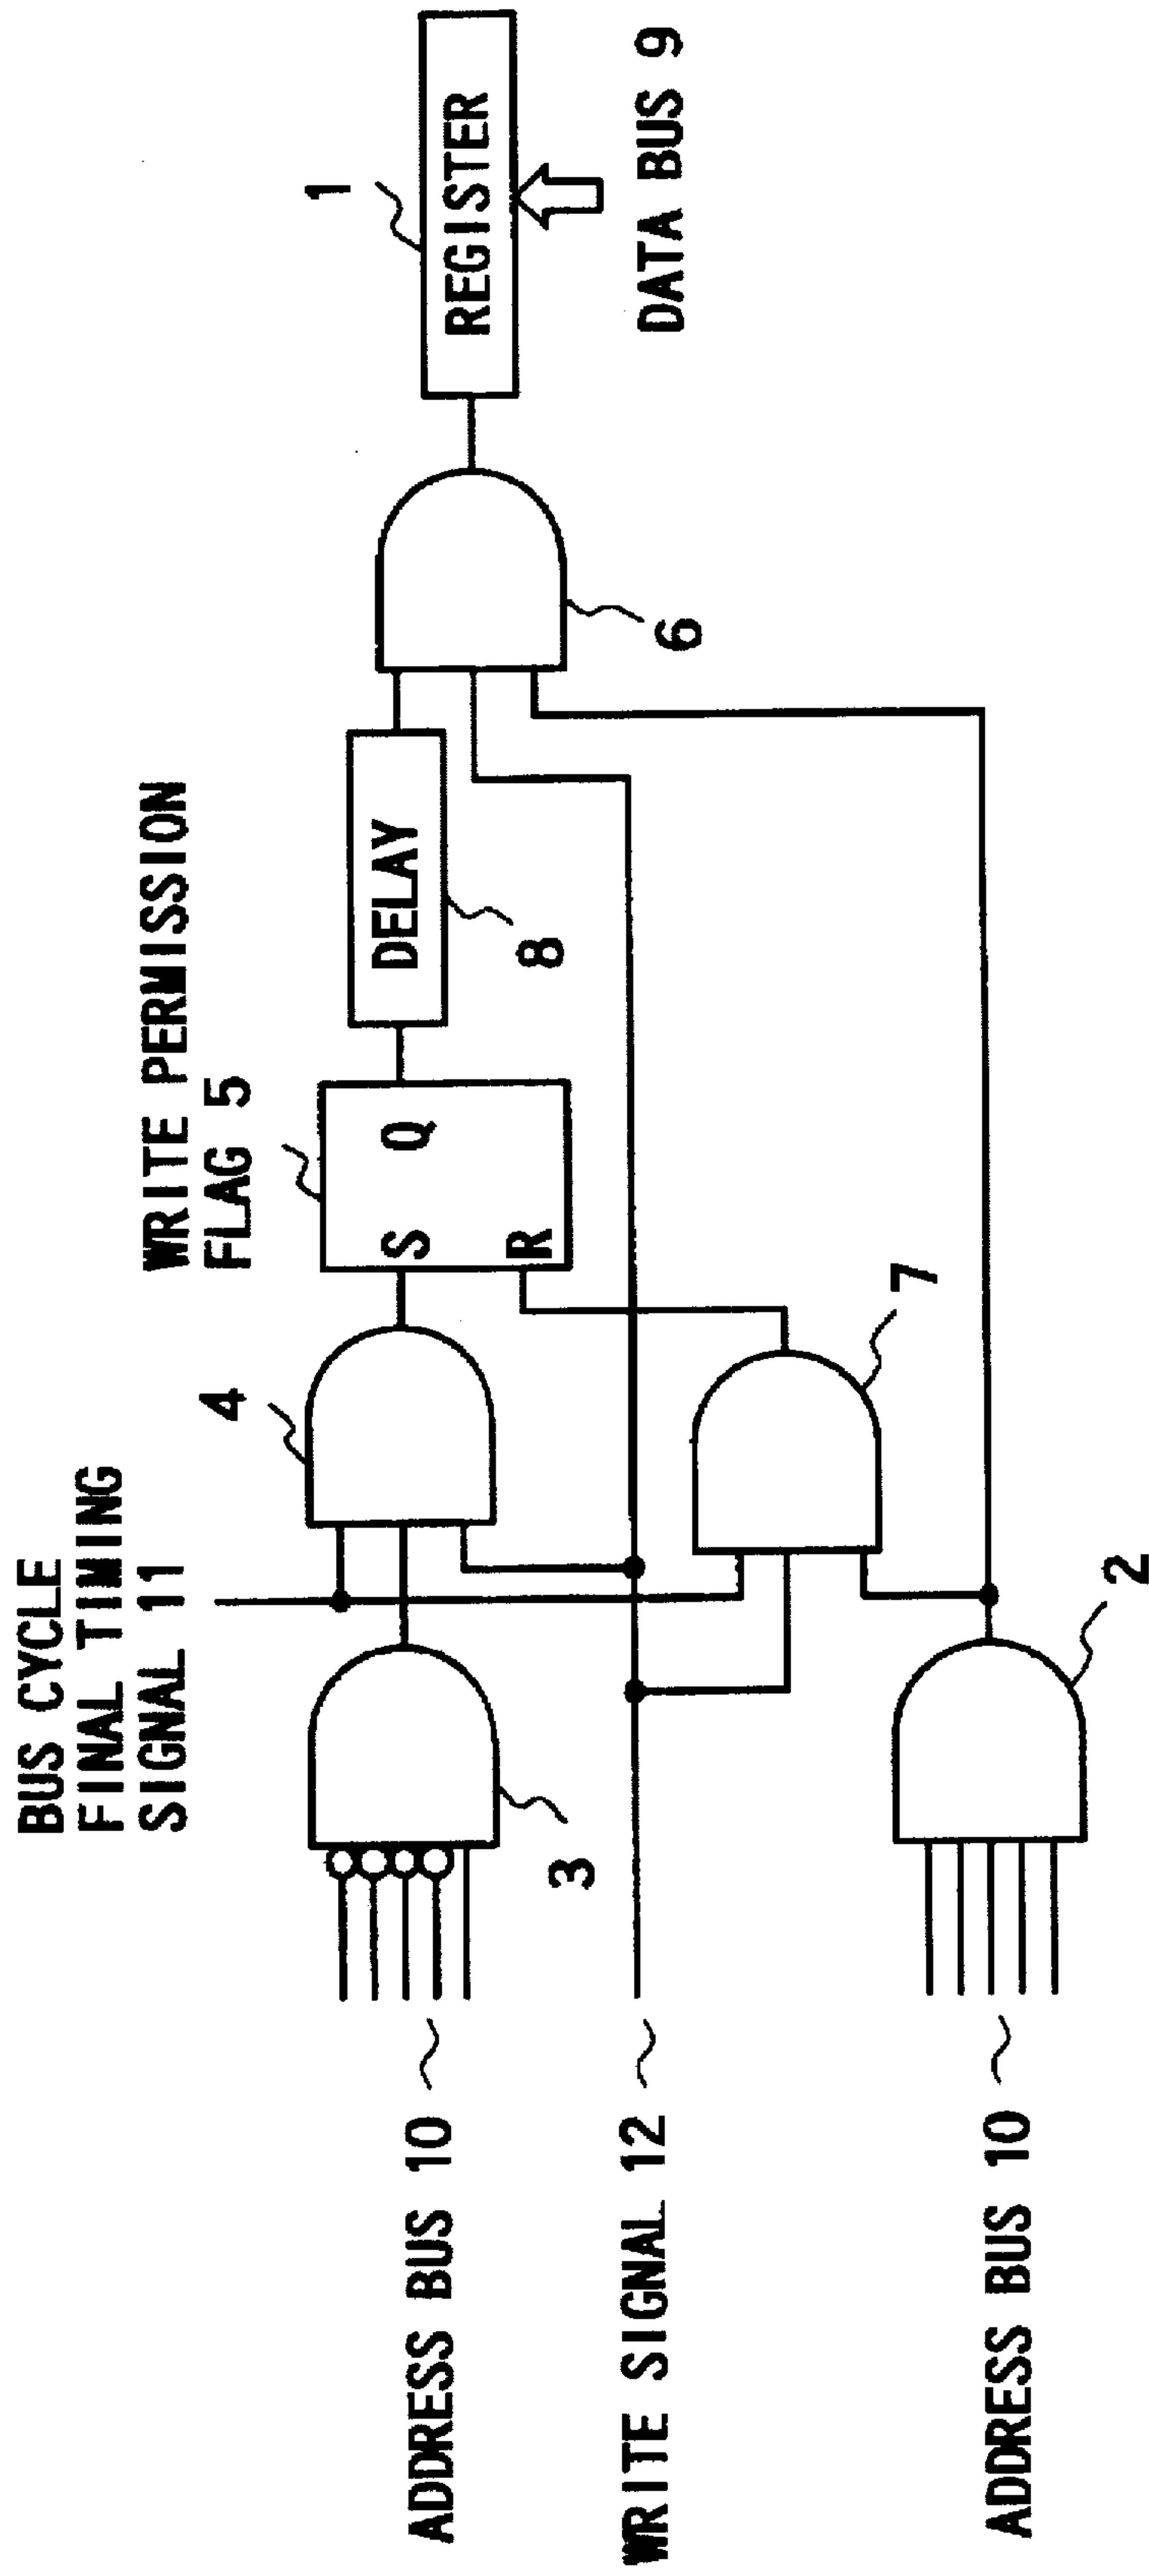 BUS CYCLE
FINAL TIMING
SIGNAL 11
WRITE PERMISSION
FLAG 5
4
1
3
S
Q
R
DELAY
8
6
REGISTER
DATA BUS 9
7
2
ADDRESS BUS 10
WRITE SIGNAL 12
ADDRESS BUS 10